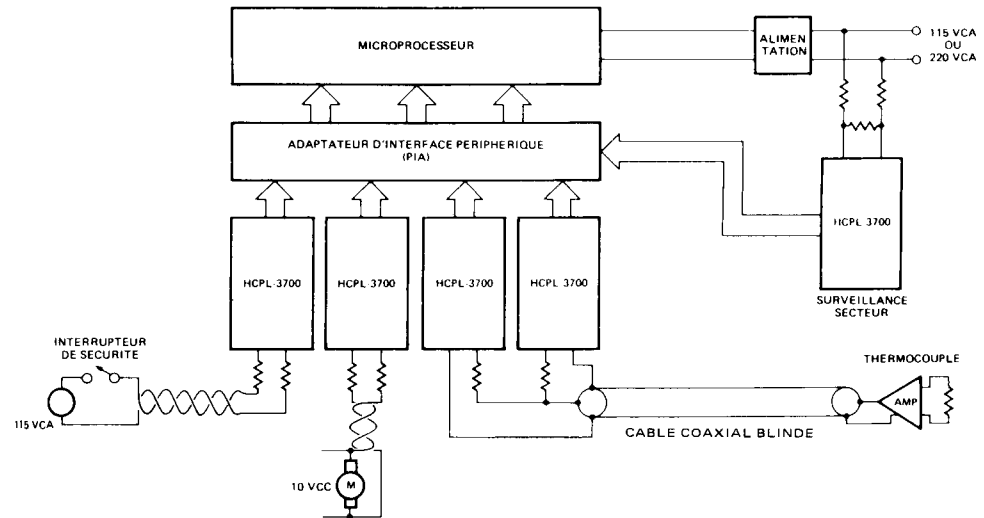 MICROPROCESSEUR
ALIMEN
TATION
115 VCA
OU
220 VCA
ADAPTATEUR D'INTERFACE PERIPHERIQUE
(PIA)
HCPL-3700
HCPL-3700
HCPL-3700
HCPL 3700
HCPL 3700
SURVEILLANCE
SECTEUR
INTERRUPTEUR
DE SECURITE
115 VCA
10 VCC
M
THERMOCOUPLE
AMP
CABLE COAXIAL BLINDE